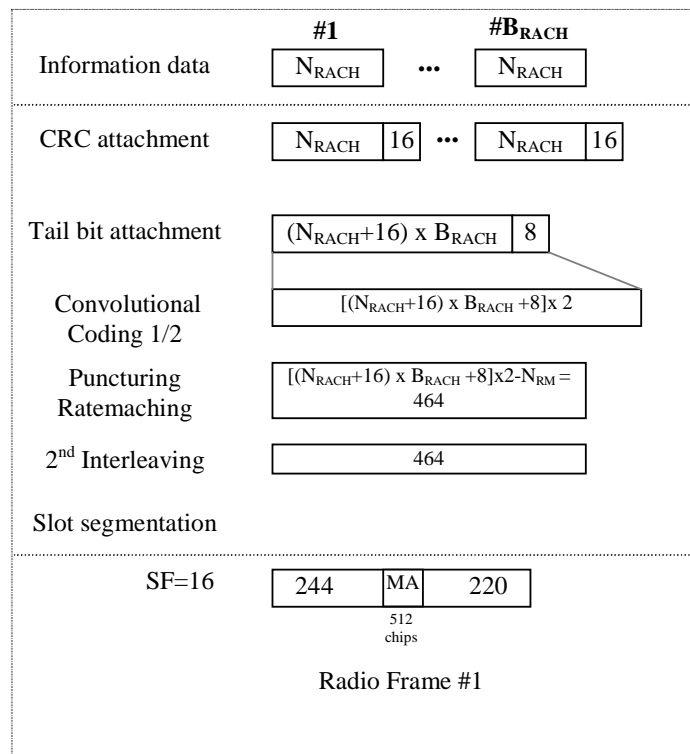 #1 #B_RACH
Information data N_RACH ••• N_RACH
CRC attachment N_RACH 16 ••• N_RACH 16
Tail bit attachment (N_RACH+16) x B_RACH 8
Convolutional
Coding 1/2
[(N_RACH+16) x B_RACH +8]x 2
Puncturing
Ratemaching
[(N_RACH+16) x B_RACH +8]x2-N_RM =
464
2nd Interleaving 464
Slot segmentation
SF=16 244 MA 220
512
chips
Radio Frame #1